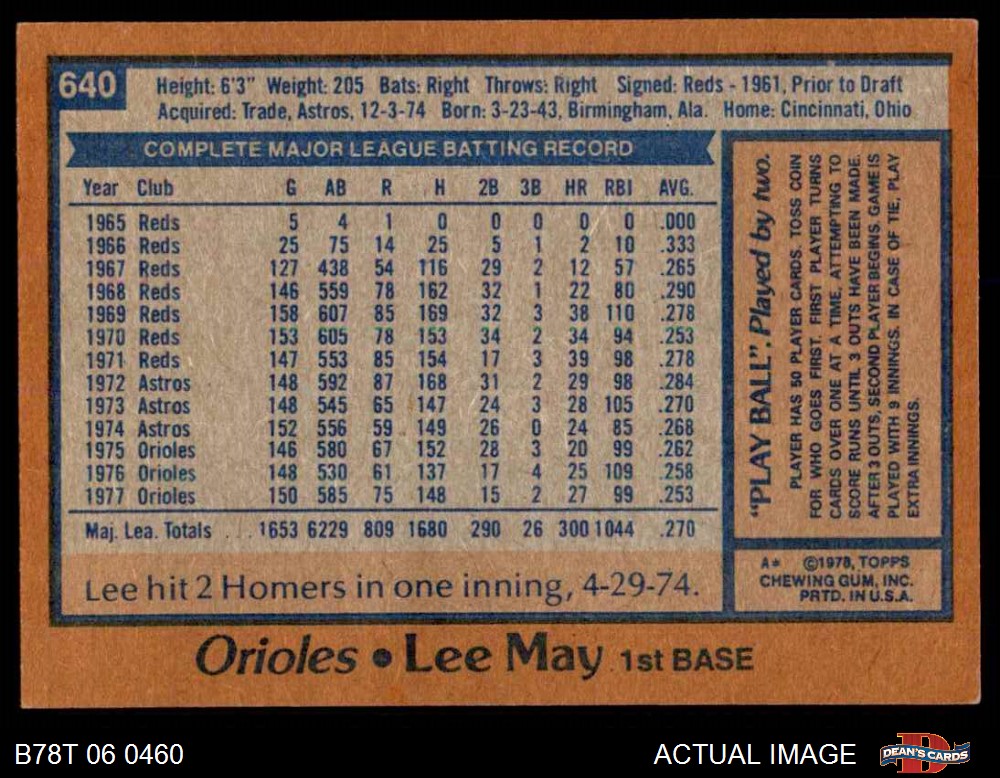 640
Height: 6'3" Weight: 205 Bats: Right Throws: Right Signed: Reds - 1961, Prior to Draft
Acquired: Trade, Astros, 12-3-74 Born: 3-23-43, Birmingham, Ala. Home: Cincinnati, Ohio
COMPLETE MAJOR LEAGUE BATTING RECORD
Year Club G AB R H 2B 3B HR RBI AVG.
1965 Reds 5 4 1 0 0 0 0 0 .000
1966 Reds 25 75 14 25 5 1 2 10 .333
1967 Reds 127 438 54 116 29 2 12 57 .265
1968 Reds 146 559 78 162 32 1 22 80 .290
1969 Reds 158 607 85 169 32 3 38 110 .278
1970 Reds 153 605 78 153 34 2 34 94 .253
1971 Reds 147 553 85 154 17 3 39 98 .278
1972 Astros 148 592 87 168 31 2 29 98 .284
1973 Astros 148 545 65 147 24 3 28 105 .270
1974 Astros 152 556 59 149 26 0 24 85 .268
1975 Orioles 146 580 67 152 28 3 20 99 .262
1976 Orioles 148 530 61 137 17 4 25 109 .258
1977 Orioles 150 585 75 148 15 2 27 99 .253
Maj. Lea. Totals ... 1653 6229 809 1680 290 26 300 1044 .270
Lee hit 2 Homers in one inning, 4-29-74.
"PLAY BALL". Played by two.
PLAYER HAS 50 PLAYER CARDS. TOSS COIN
FOR WHO GOES FIRST. FIRST PLAYER TURNS
CARDS OVER ONE AT A TIME, ATTEMPTING TO
SCORE RUNS UNTIL 3 OUTS HAVE BEEN MADE.
AFTER 3 OUTS, SECOND PLAYER BEGINS. GAME IS
PLAYED WITH 9 INNINGS. IN CASE OF TIE, PLAY
EXTRA INNINGS.
A* ©1978, TOPPS
CHEWING GUM, INC.
PRTD. IN U.S.A.
Orioles • Lee May 1st BASE
B78T 06 0460
ACTUAL IMAGE
D
DEAN'S CARDS